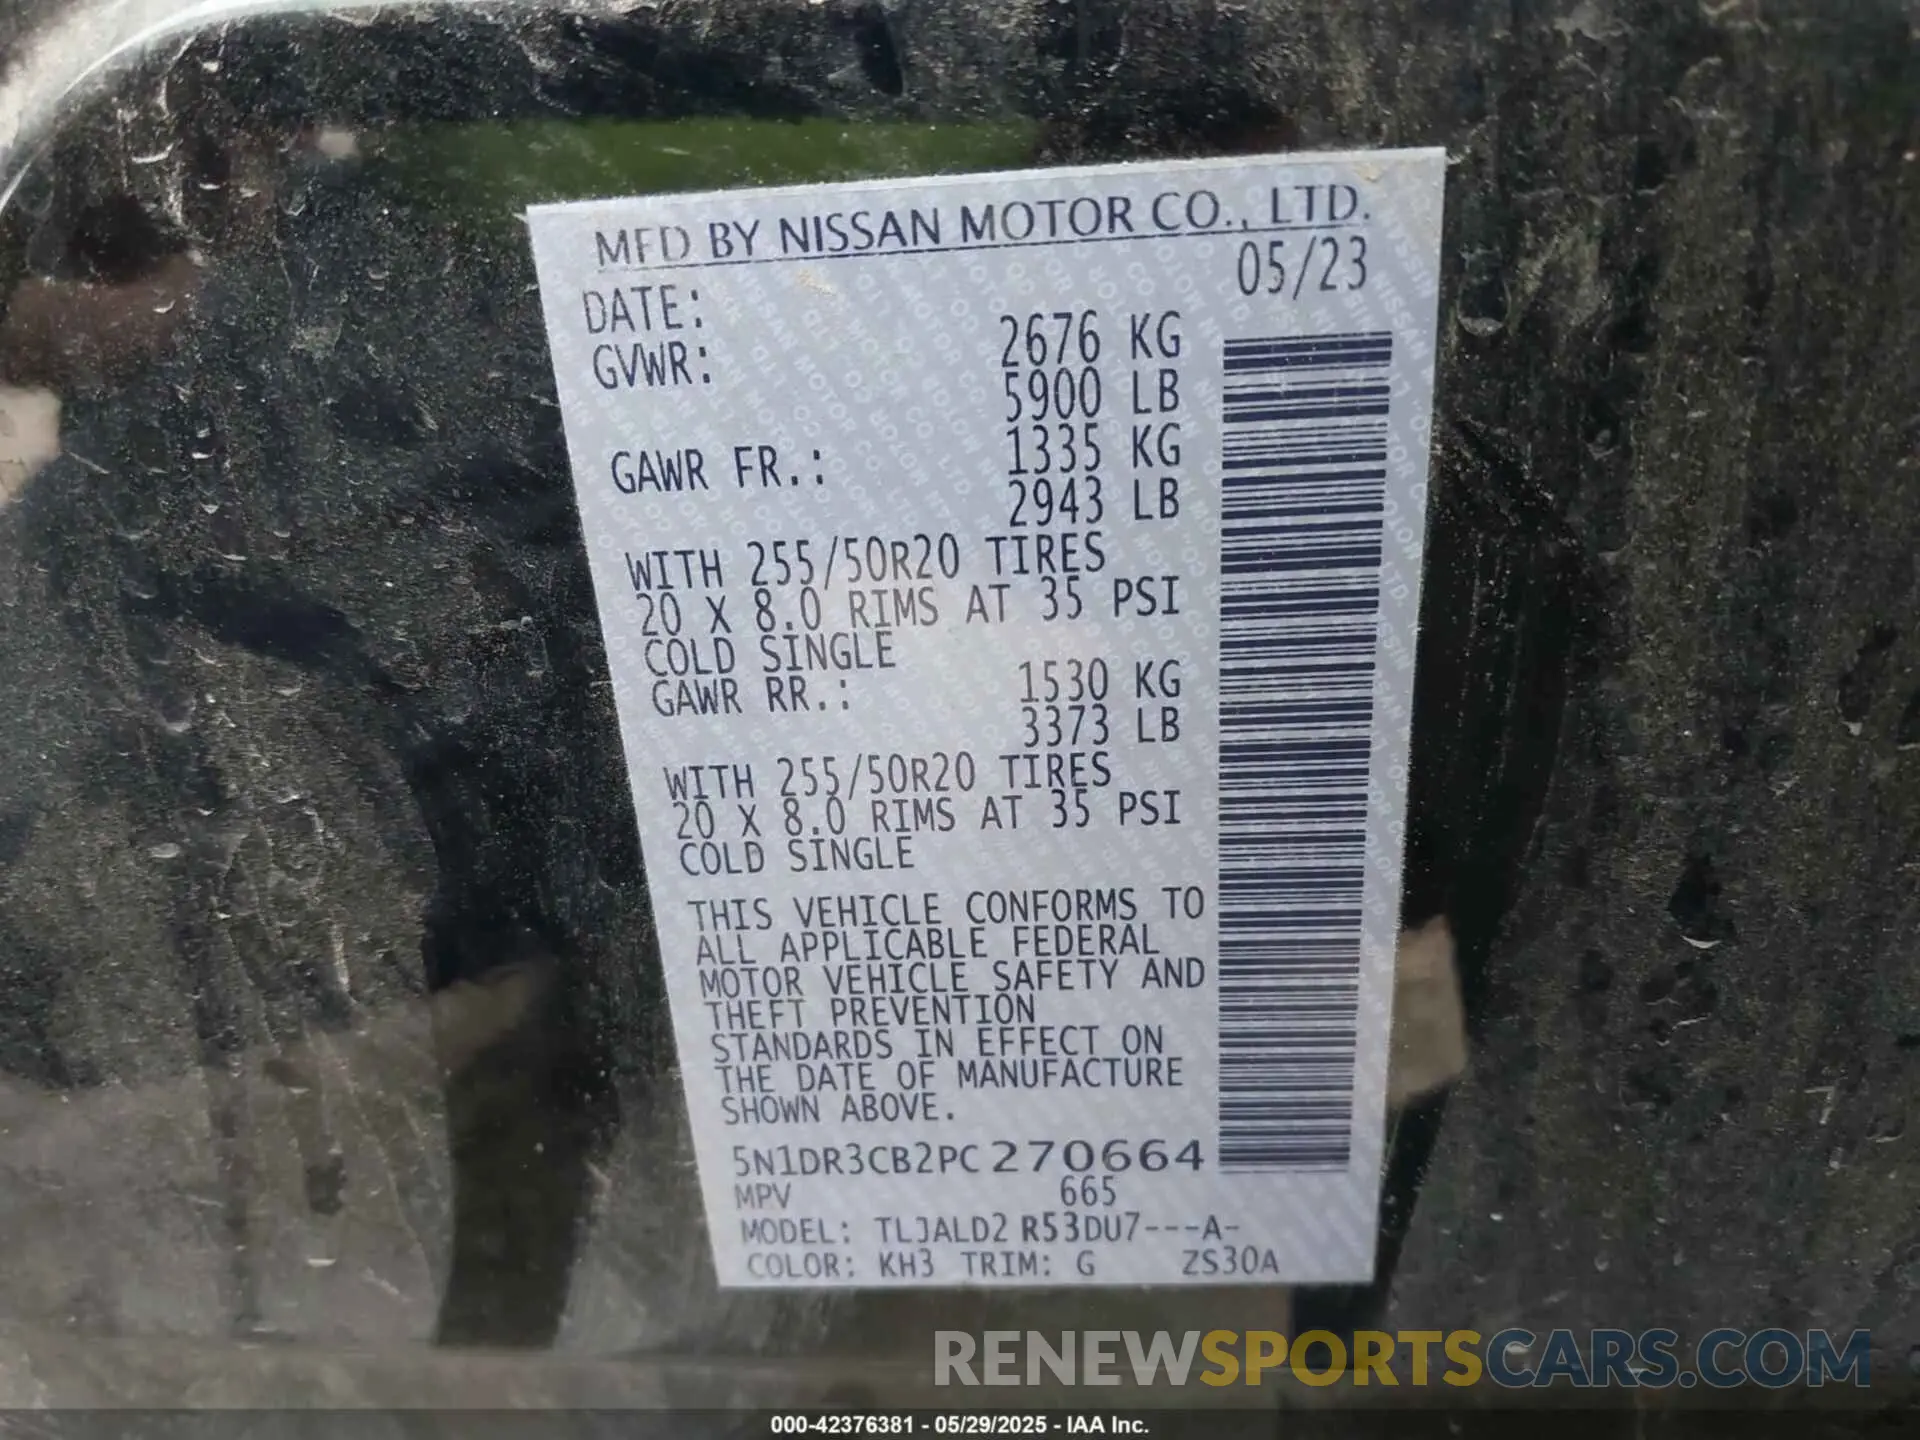 MFD BY NISSAN MOTOR CO., LTD.
DATE: 05/23
GVWR: 2676 KG
5900 LB
GAWR FR.: 1335 KG
2943 LB
WITH 255/50R20 TIRES
20 X 8.0 RIMS AT 35 PSI
COLD SINGLE
GAWR RR.: 1530 KG
3373 LB
WITH 255/50R20 TIRES
20 X 8.0 RIMS AT 35 PSI
COLD SINGLE
THIS VEHICLE CONFORMS TO
ALL APPLICABLE FEDERAL
MOTOR VEHICLE SAFETY AND
THEFT PREVENTION
STANDARDS IN EFFECT ON
THE DATE OF MANUFACTURE
SHOWN ABOVE.
5N1DR3CB2PC270664
MPV 665
MODEL: TLJALD2 R53DU7---A-
COLOR: KH3 TRIM: G ZS30A
RENEWSPORTSCARS.COM
000-42376381 - 05/29/2025 - IAA Inc.